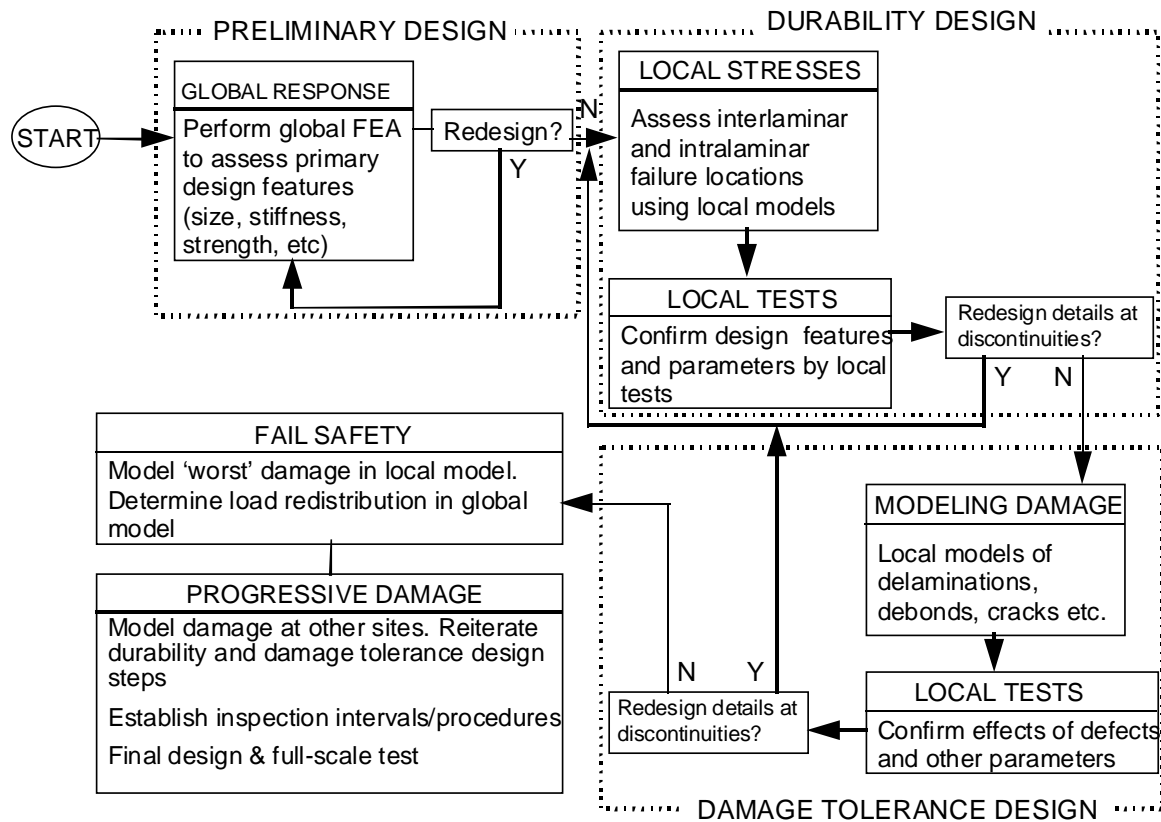 PRELIMINARY DESIGN
START
GLOBAL RESPONSE
Perform global FEA
to assess primary
design features
(size, stiffness,
strength, etc)
Redesign?
N
Y
DURABILITY DESIGN
LOCAL STRESSES
Assess interlaminar
and intralaminar
failure locations
using local models
LOCAL TESTS
Confirm design features
and parameters by local
tests
Redesign details at
discontinuities?
Y
N
MODELING DAMAGE
Local models of
delaminations,
debonds, cracks etc.
LOCAL TESTS
Confirm effects of defects
and other parameters
Redesign details at
discontinuities?
N
Y
DAMAGE TOLERANCE DESIGN
FAIL SAFETY
Model ‘worst’ damage in local model.
Determine load redistribution in global
model
PROGRESSIVE DAMAGE
Model damage at other sites. Reiterate
durability and damage tolerance design
steps
Establish inspection intervals/procedures
Final design & full-scale test